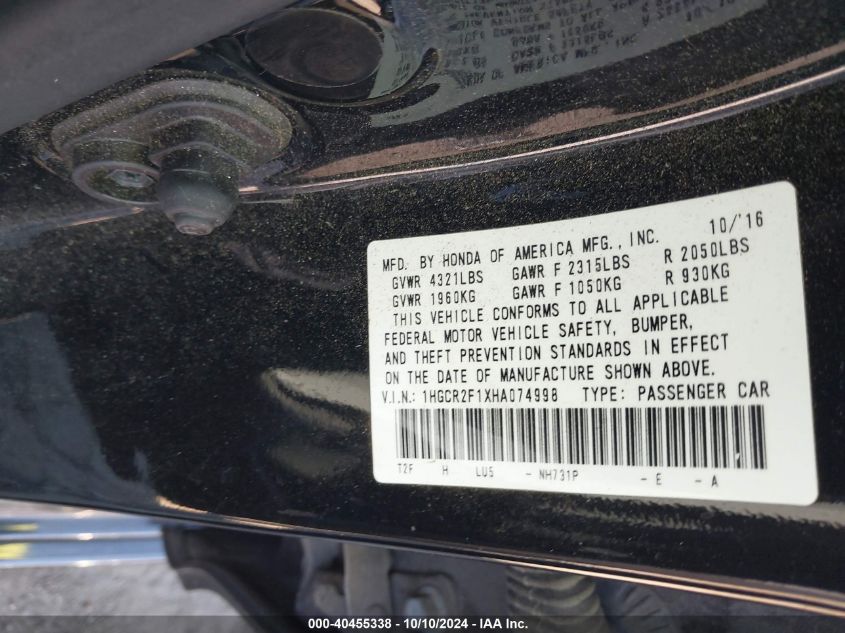 MFD. BY HONDA OF AMERICA MFG., INC. 10/'16
GVWR 4321LBS GAWR F 2315LBS R 2050LBS
GVWR 1960KG GAWR F 1050KG R 930KG
THIS VEHICLE CONFORMS TO ALL APPLICABLE
FEDERAL MOTOR VEHICLE SAFETY, BUMPER,
AND THEFT PREVENTION STANDARDS IN EFFECT
ON THE DATE OF MANUFACTURE SHOWN ABOVE.
V.I.N.: 1HGCR2F1XHA074998 TYPE: PASSENGER CAR
T2F H LU5 - NH731P - E - A
000-40455338 - 10/10/2024 - IAA Inc.